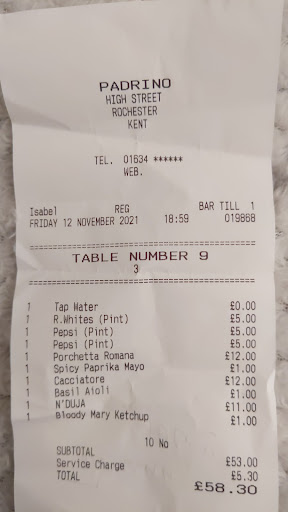 PADRINO
HIGH STREET
ROCHESTER
KENT
TEL. 01634 ******
WEB.
Isabel REG BAR TILL 1
FRIDAY 12 NOVEMBER 2021 18:59 019868
TABLE NUMBER 9
3
1 Tap Water £0.00
1 R.Whites (Pint) £5.00
1 Pepsi (Pint) £5.00
1 Pepsi (Pint) £5.00
1 Porchetta Romana £12.00
1 Spicy Paprika Mayo £1.00
1 Cacciatore £12.00
1 Basil Aioli £1.00
1 N'DUJA £11.00
1 Bloody Mary Ketchup £1.00
10 No
SUBTOTAL £53.00
Service Charge £5.30
TOTAL £58.30